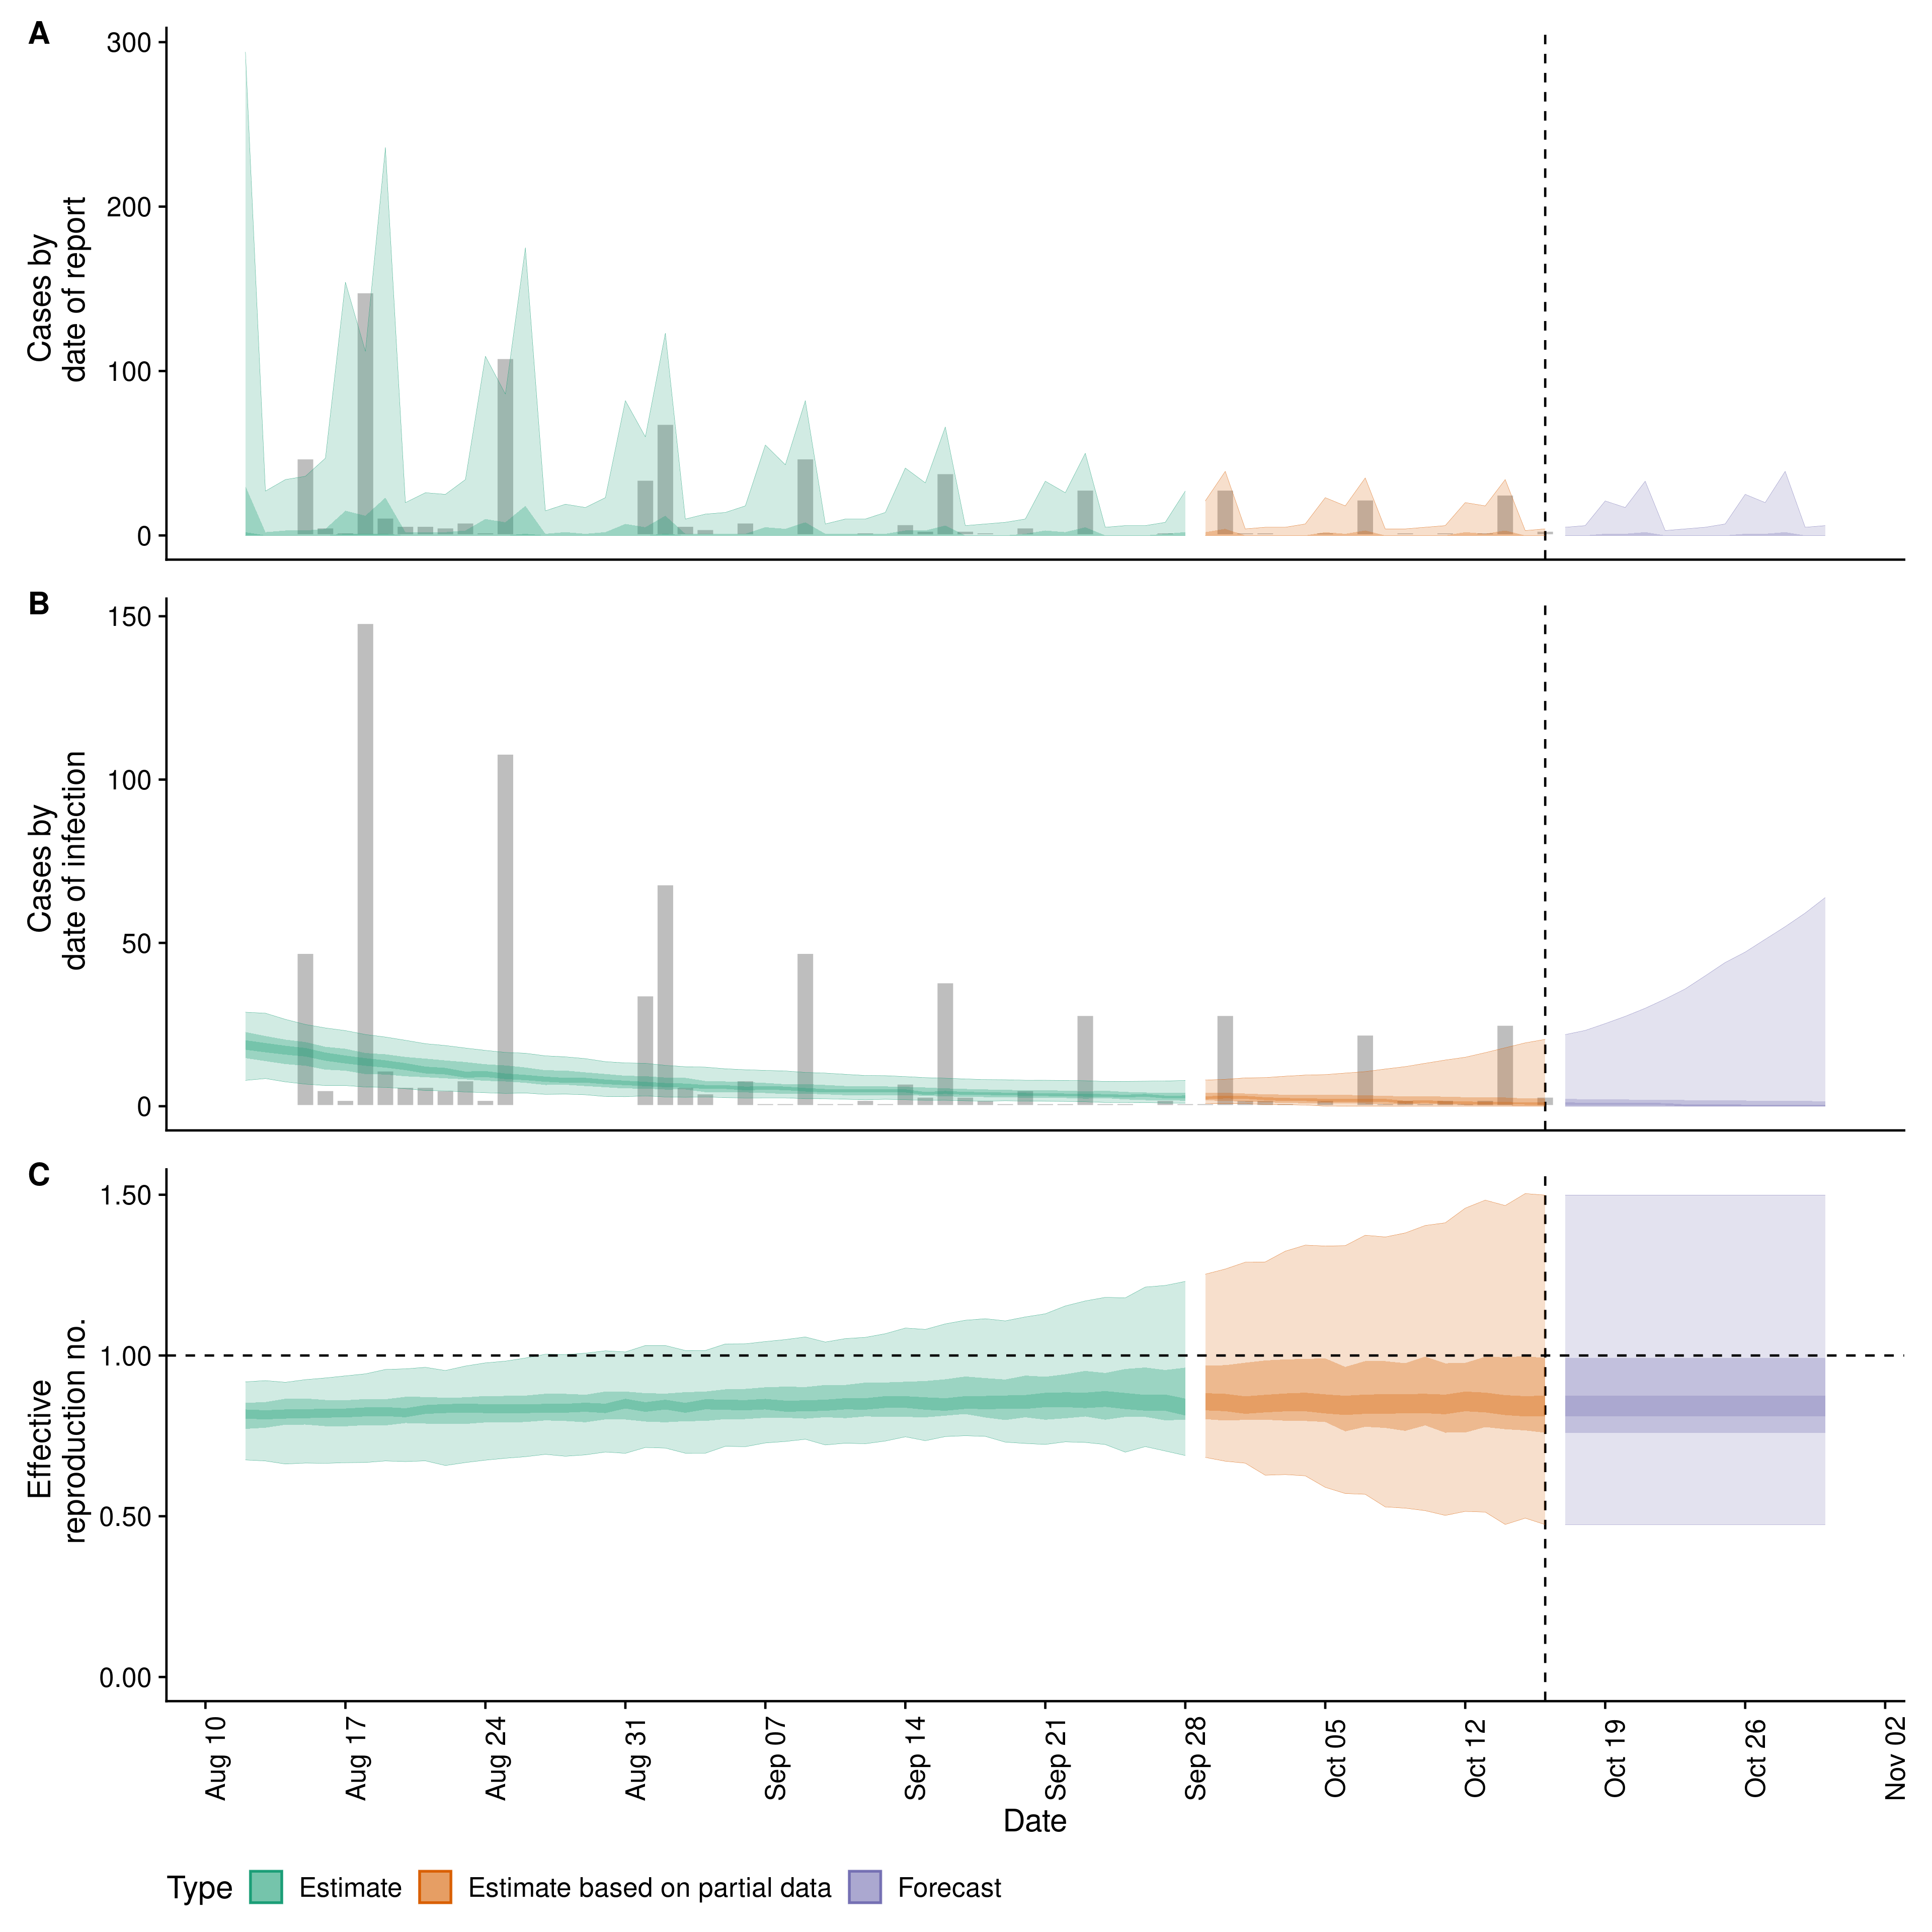 A
300
200
100
0
Cases by
date of report
B
150
100
50
0
Cases by
date of infection
C
1.50
1.00
0.50
0.00
Effective
reproduction no.
Aug 10
Aug 17
Aug 24
Aug 31
Sep 07
Sep 14
Sep 21
Sep 28
Oct 05
Oct 12
Oct 19
Oct 26
Nov 02
Date
Type Estimate Estimate based on partial data Forecast